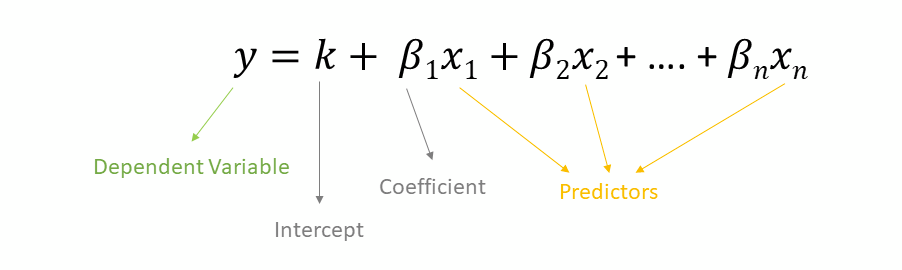 y = k + β₁x₁ + β₂x₂ + .... + βₙxₙ
Dependent Variable
Coefficient
Predictors
Intercept